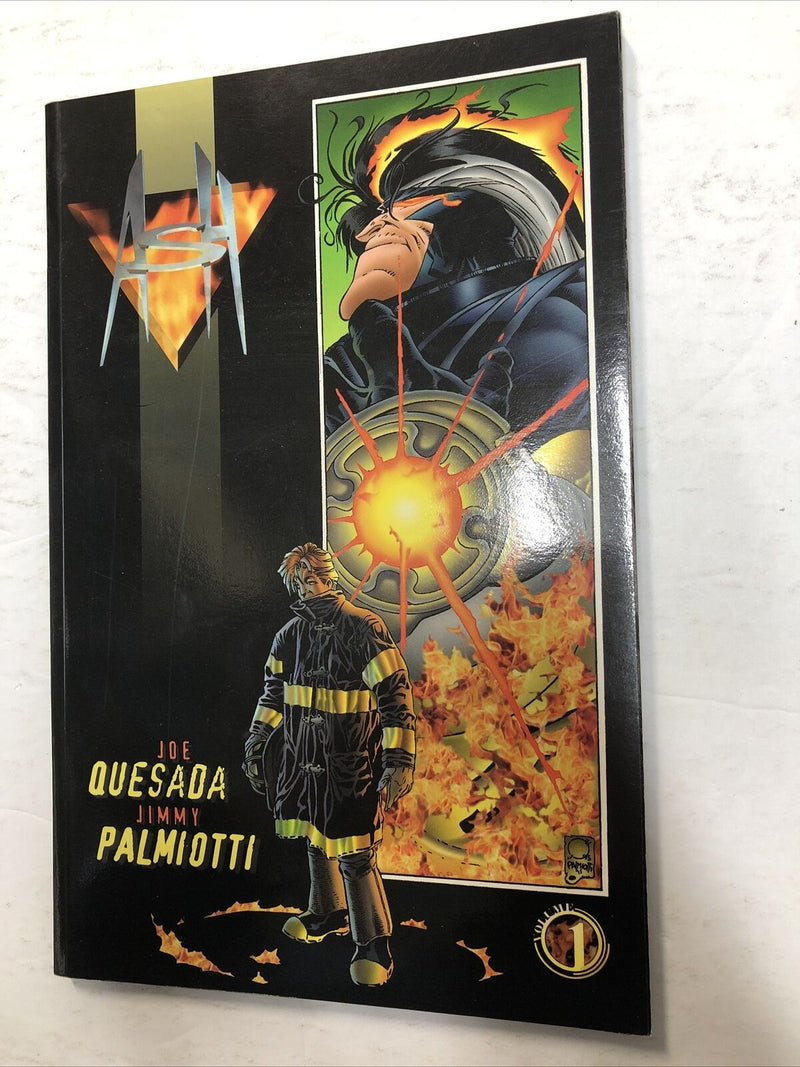 ASH
JOE
QUESADA
JIMMY
PALMIOTTI
VOLUME
1